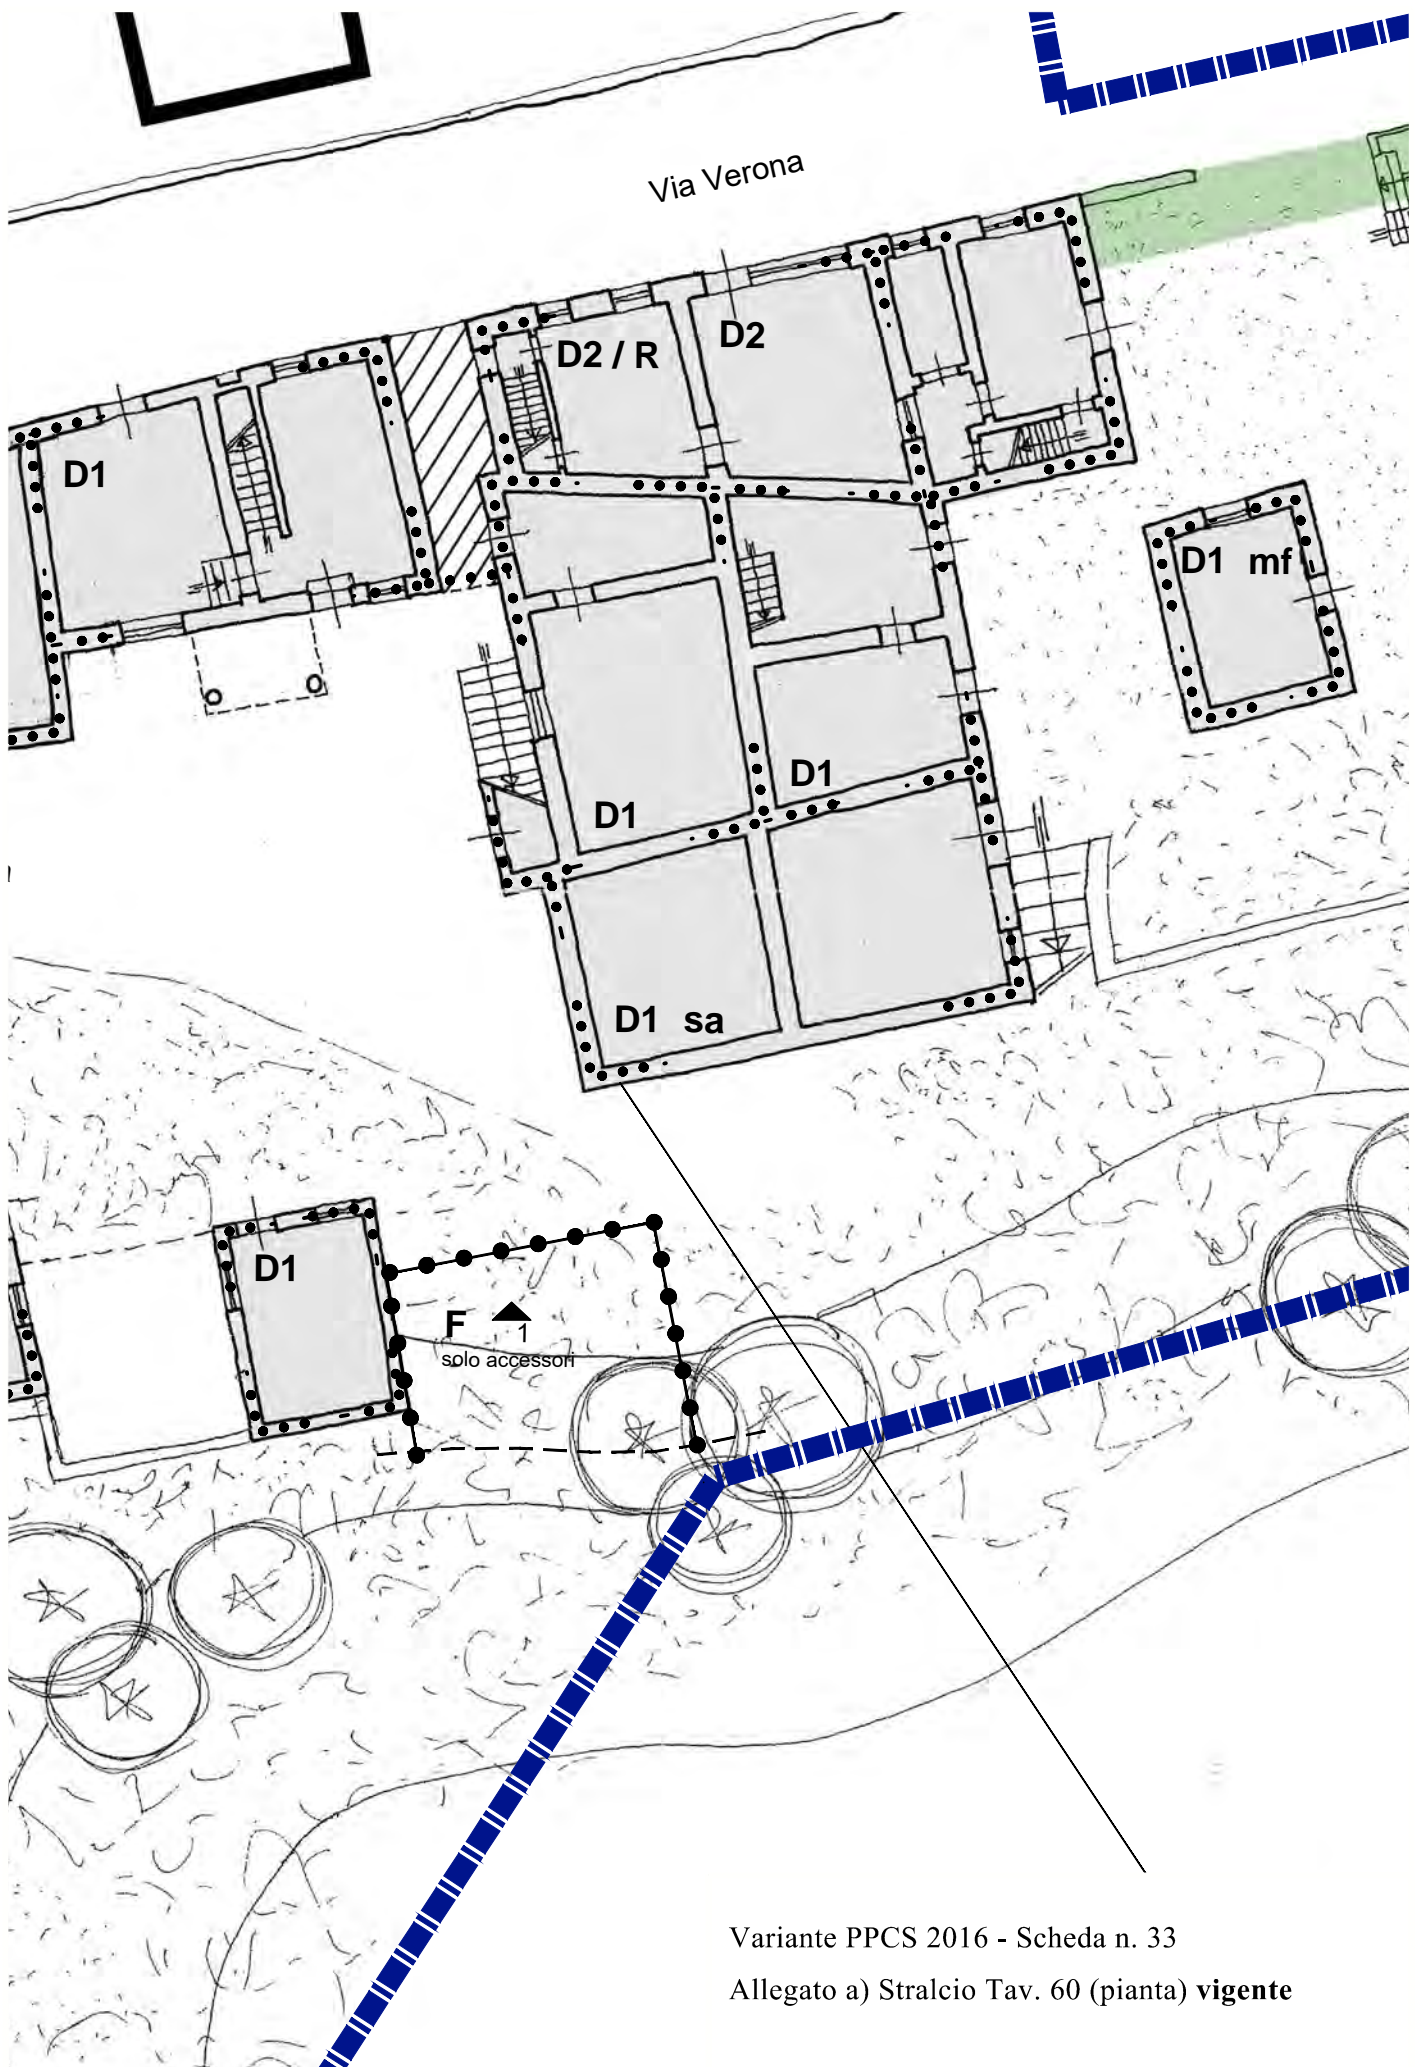 Via Verona
D2 / R
D2
D1
D1 mf
D1
D1
D1 sa
D1
F
1
solo accessori
Variante PPCS 2016 - Scheda n. 33
Allegato a) Stralcio Tav. 60 (pianta) vigente